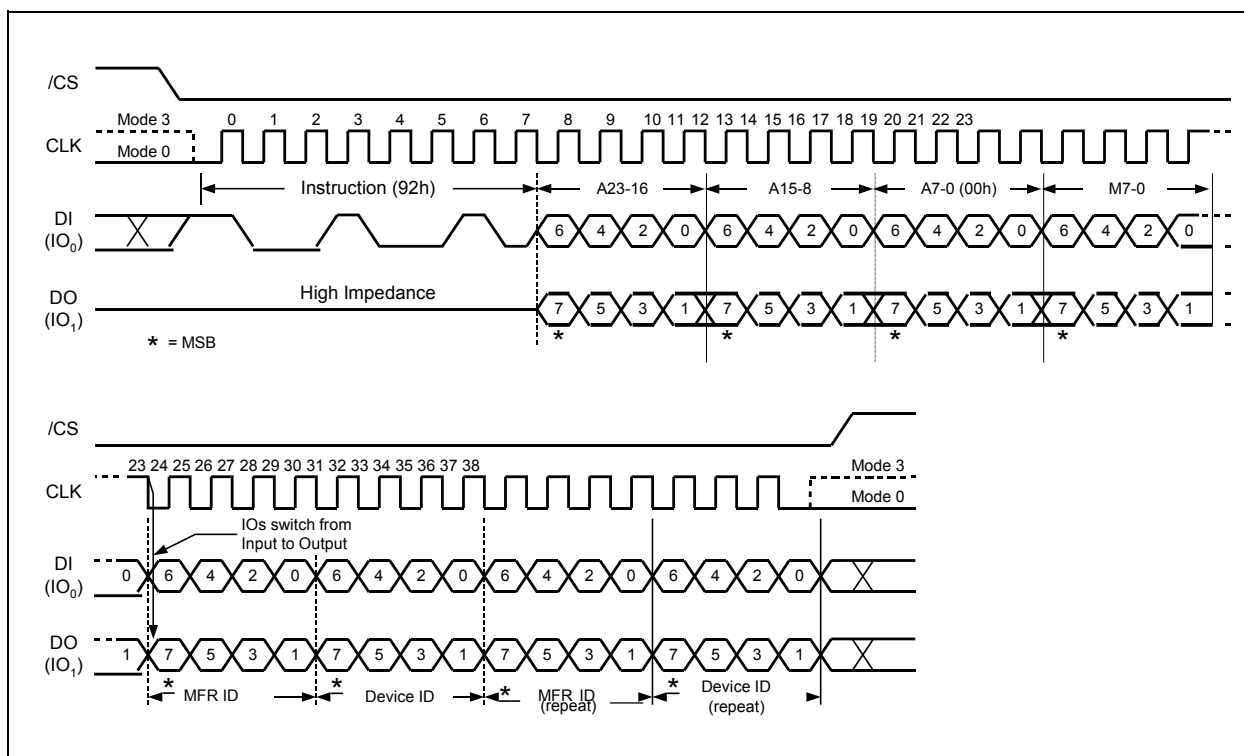 /CS
Mode 3 0 1 2 3 4 5 6 7 8 9 10 11 12 13 14 15 16 17 18 19 20 21 22 23
CLK
Mode 0
Instruction (92h) A23-16 A15-8 A7-0 (00h) M7-0
DI
(IO0) 6 4 2 0 6 4 2 0 6 4 2 0 6 4 2 0
High Impedance
DO
(IO1) 7 5 3 1 7 5 3 1 7 5 3 1 7 5 3 1
* * * *
* = MSB
/CS
23 24 25 26 27 28 29 30 31 32 33 34 35 36 37 38 Mode 3
CLK
Mode 0
IOs switch from
Input to Output
DI
(IO0) 0 6 4 2 0 6 4 2 0 6 4 2 0 6 4 2 0
DO
(IO1) 1 7 5 3 1 7 5 3 1 7 5 3 1 7 5 3 1
* * * *
MFR ID Device ID MFR ID Device ID
(repeat) (repeat)